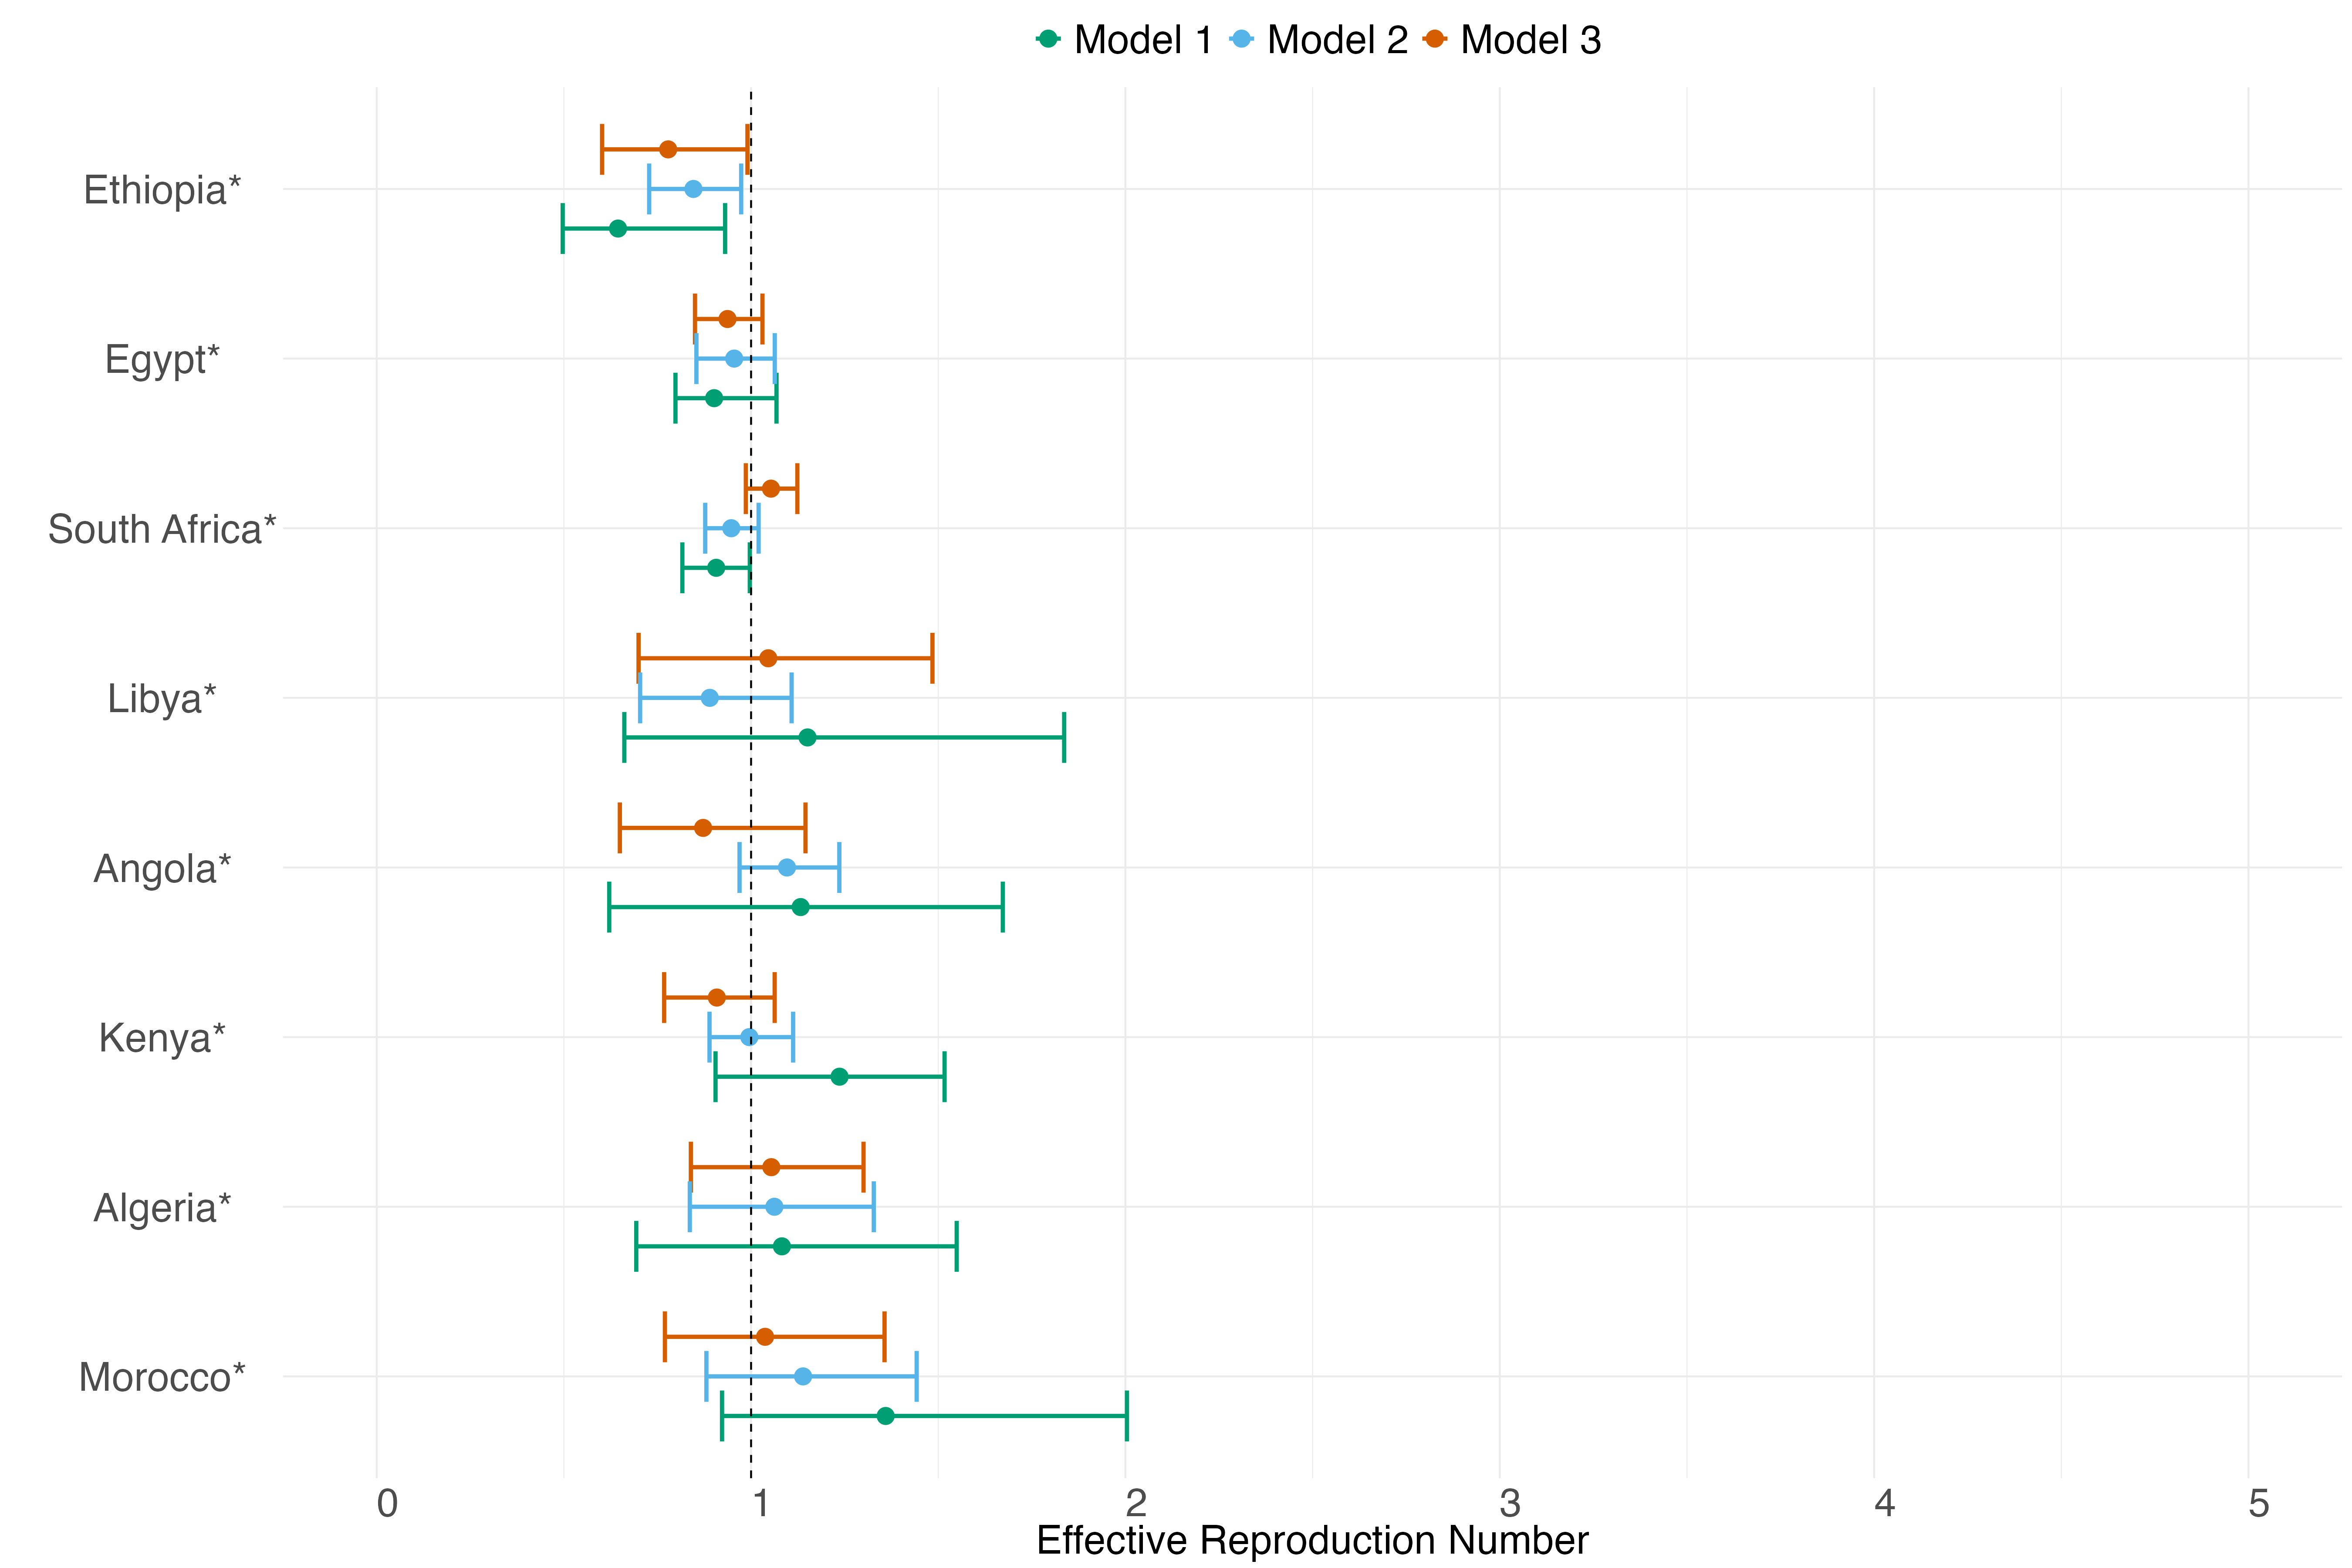 Model 1 Model 2 Model 3
Ethiopia*
Egypt*
South Africa*
Libya*
Angola*
Kenya*
Algeria*
Morocco*
0 1 2 3 4 5
Effective Reproduction Number